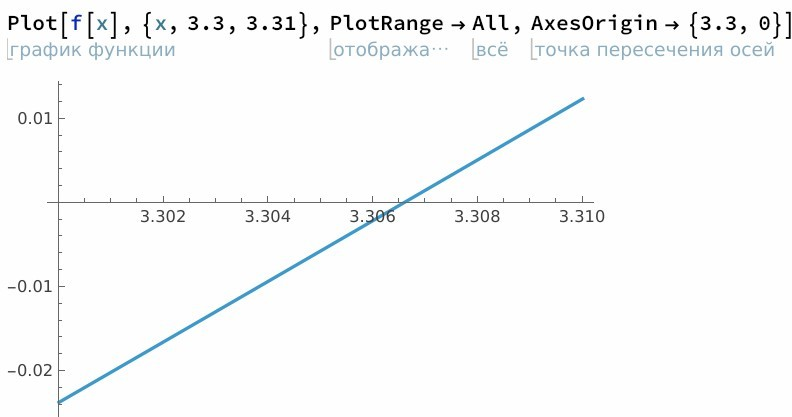 Plot[f[x], {x, 3.3, 3.31}, PlotRange → All, AxesOrigin → {3.3, 0}]
график функции отобража⋯ всё точка пересечения осей
0.01
3.302 3.304 3.306 3.308 3.310
-0.01
-0.02